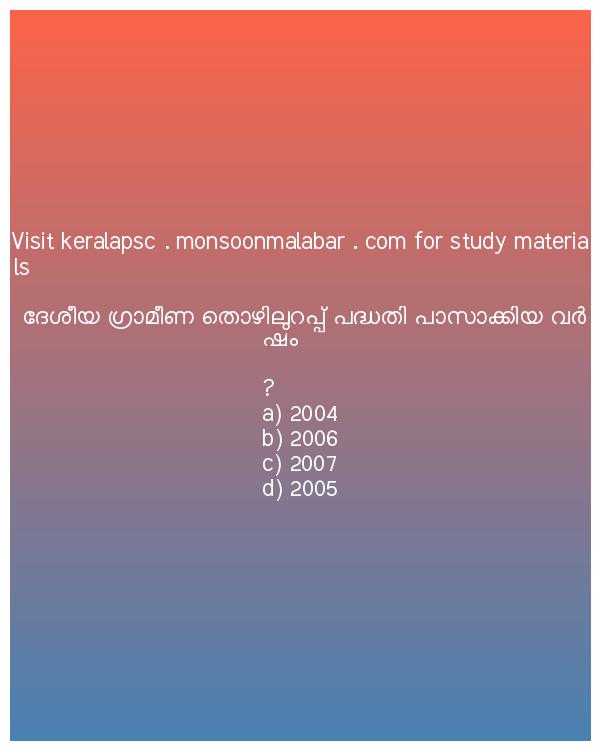 Visit keralapsc . monsoonmalabar . com for study materia
ls
ദേശീയ ഗ്രാമീണ തൊഴിലുറപ്പ് പദ്ധതി പാസാക്കിയ വർ
ഷം
?
a) 2004
b) 2006
c) 2007
d) 2005